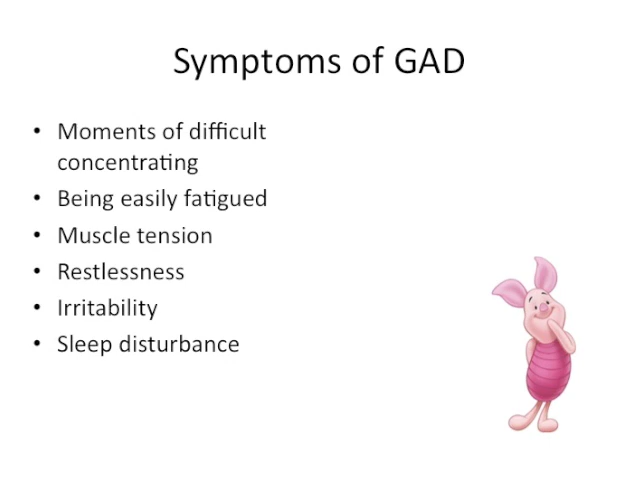 Symptoms of GAD
• Moments of difficult
concentrating
• Being easily fatigued
• Muscle tension
• Restlessness
• Irritability
• Sleep disturbance